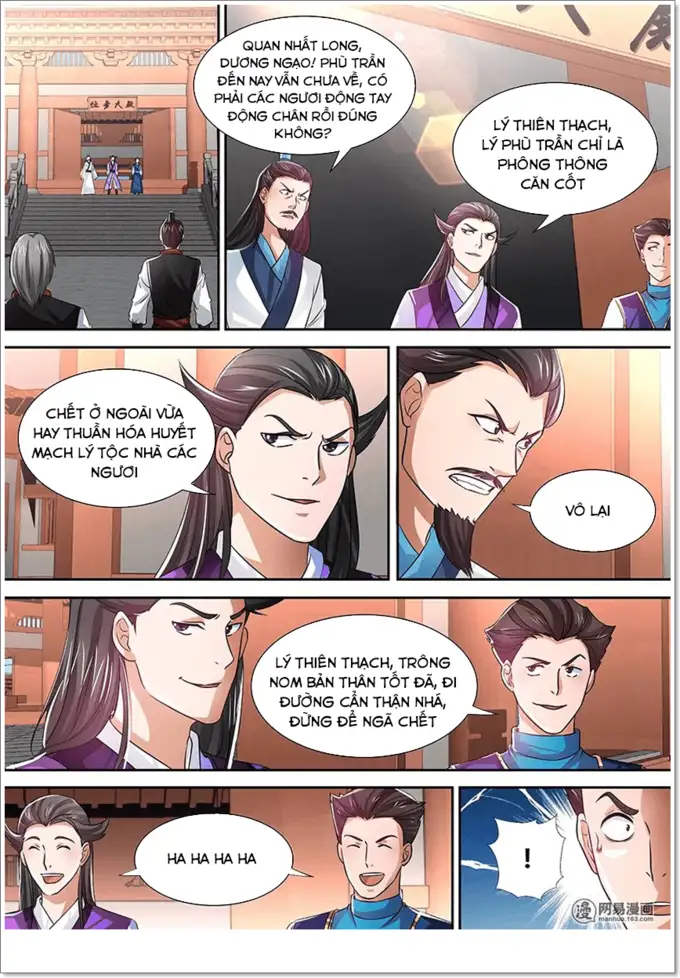 QUAN NHẤT LONG,
DƯƠNG NGẠO! PHÙ TRẦN
ĐẾN NAY VẪN CHƯA VỀ, CÓ
PHẢI CÁC NGƯƠI ĐỘNG TAY
ĐỘNG CHÂN RỒI ĐÚNG
KHÔNG?
LÝ THIÊN THẠCH,
LÝ PHÙ TRẦN CHỈ LÀ
PHÔNG THÔNG
CĂN CỐT
CHẾT Ở NGOÀI VỪA
HAY THUẦN HÓA HUYẾT
MẠCH LÝ TỘC NHÀ CÁC
NGƯƠI
VÔ LẠI
LÝ THIÊN THẠCH, TRÔNG
NOM BẢN THÂN TỐT ĐÃ, ĐI
ĐƯỜNG CẨN THẬN NHÁ,
ĐỪNG ĐỂ NGÃ CHẾT
HA HA HA HA
!
网易漫画
manhua.163.com